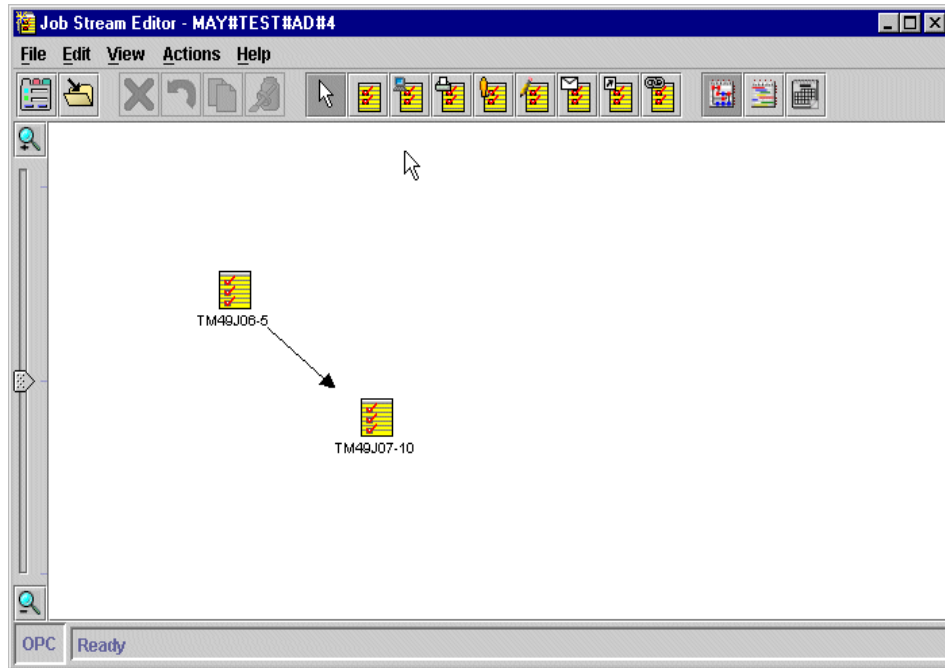 Job Stream Editor - MAY#TEST#AD#4
File Edit View Actions Help
TM49J06-5
TM49J07-10
OPC Ready